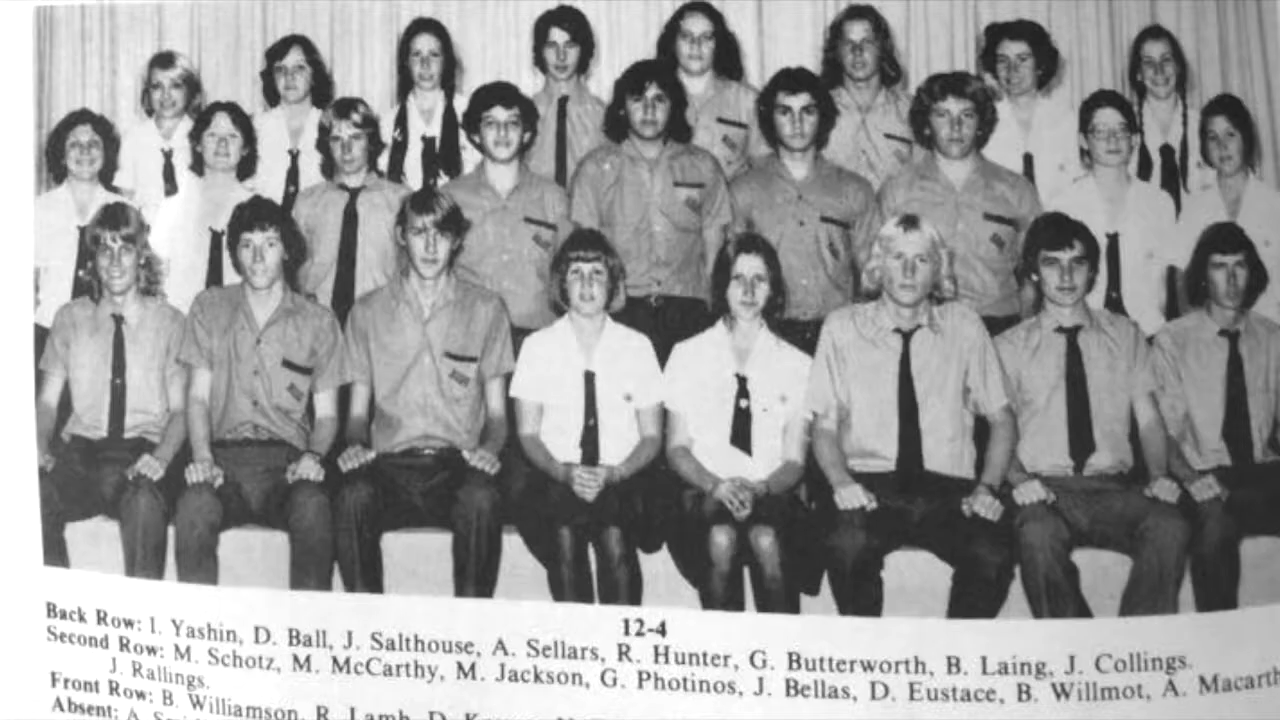 12-4
Back Row: I. Yashin, D. Ball, J. Salthouse, A. Sellars, R. Hunter, G. Butterworth, B. Laing, J. Collings.
Second Row: M. Schotz, M. McCarthy, M. Jackson, G. Photinos, J. Bellas, D. Eustace, B. Willmot, A. Macarth
J. Rallings.
Front Row: B. Williamson, R. Lamb, D.
Absent: A.